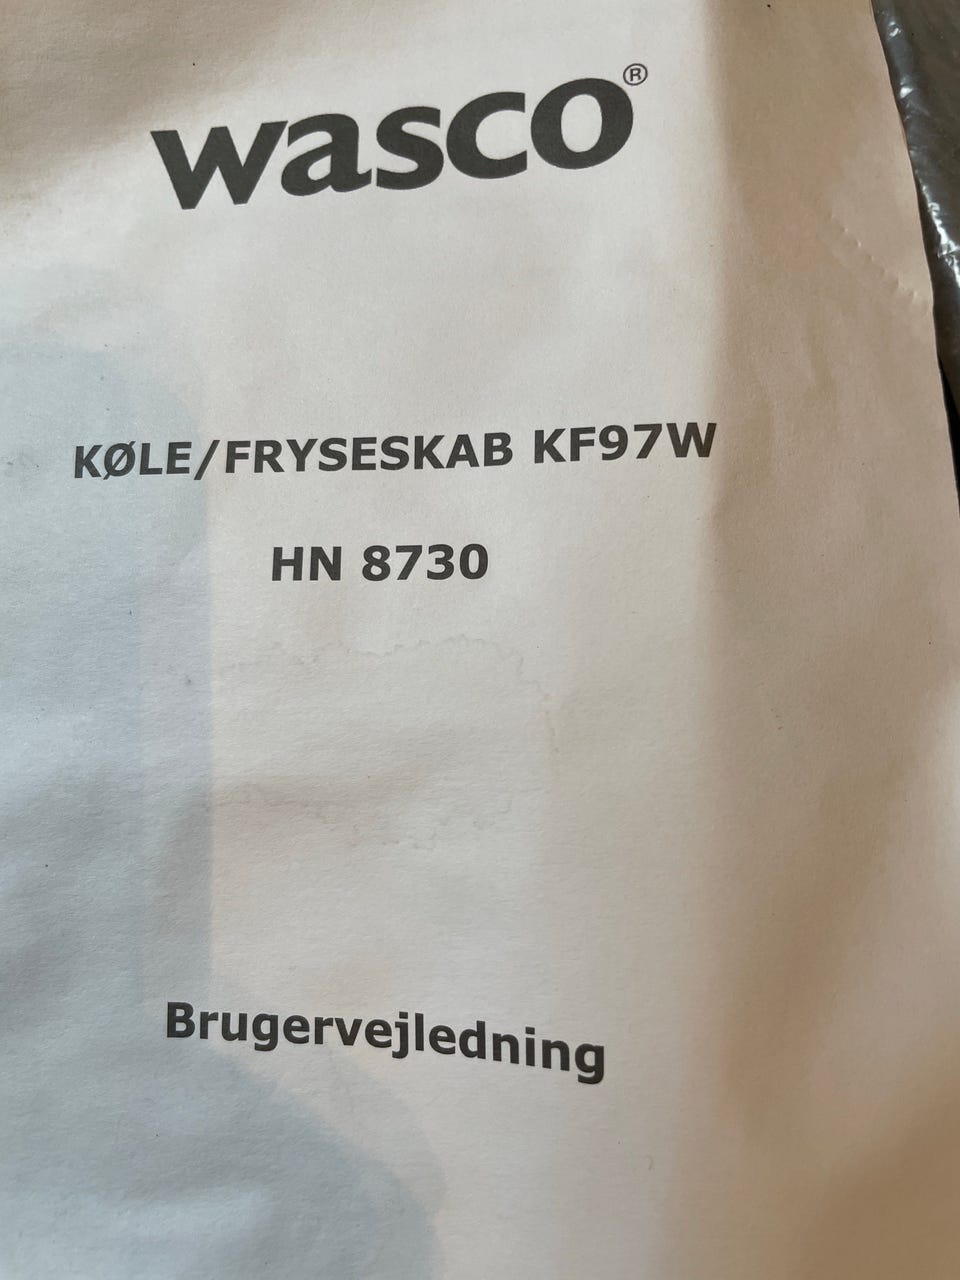 wasco®
KØLE/FRYSESKAB KF97W
HN 8730
Brugervejledning